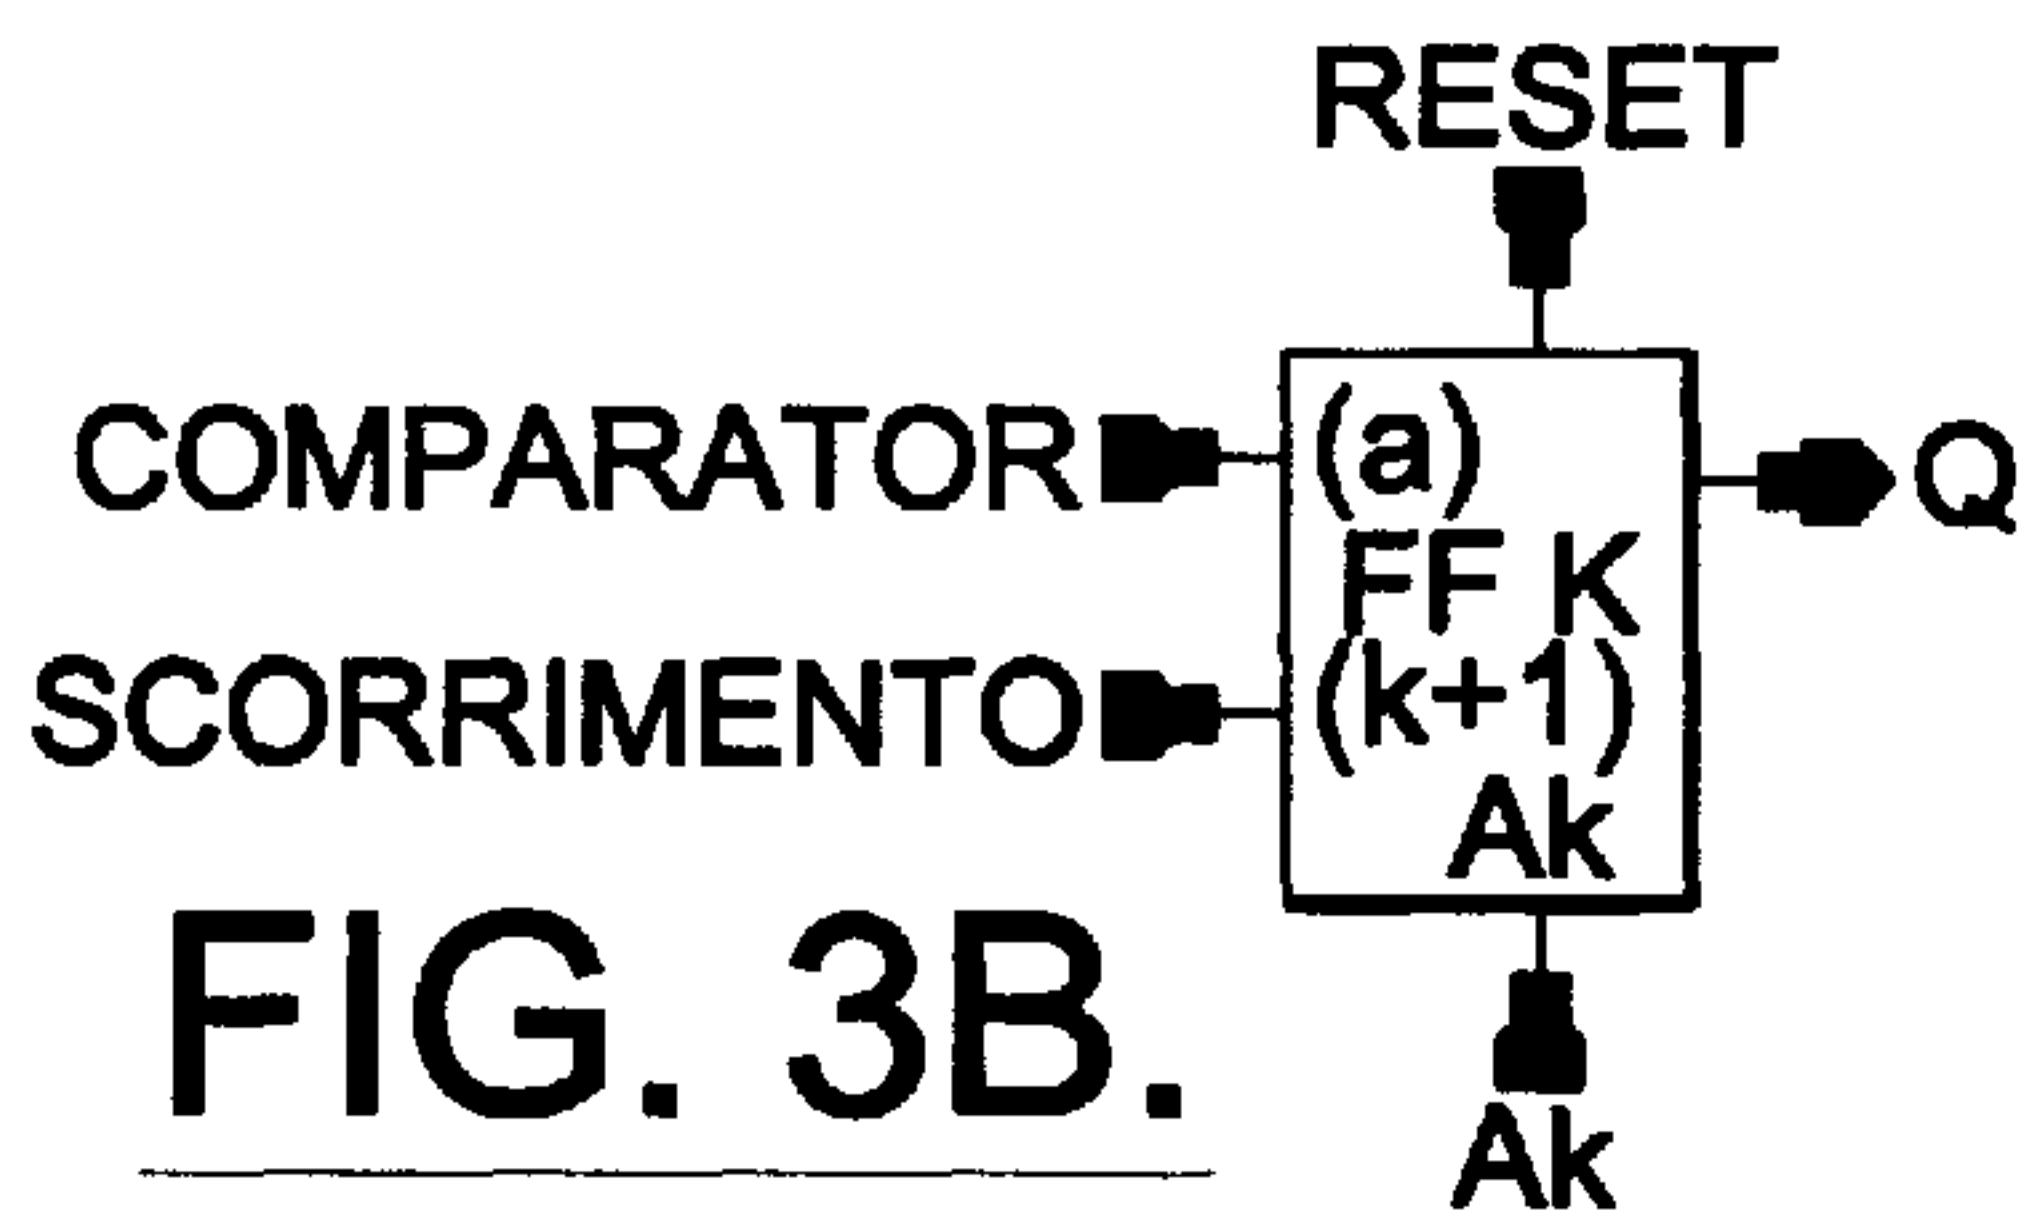 RESET
COMPARATOR
(a)
Q
FF K
SCORRIMENTO
(k+1)
Ak
FIG. 3B.
Ak